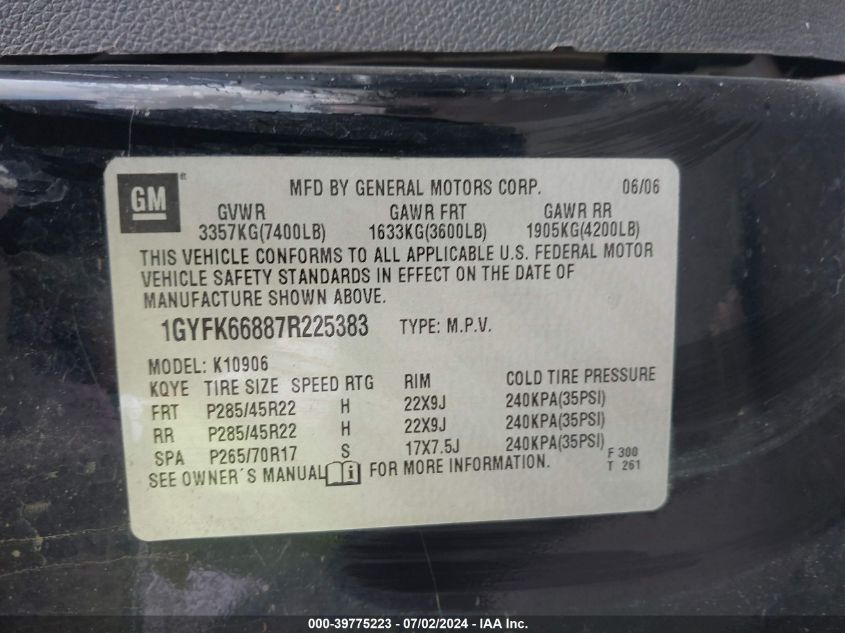 GM ®
MFD BY GENERAL MOTORS CORP. 06/06
GVWR GAWR FRT GAWR RR
3357KG(7400LB) 1633KG(3600LB) 1905KG(4200LB)
THIS VEHICLE CONFORMS TO ALL APPLICABLE U.S. FEDERAL MOTOR
VEHICLE SAFETY STANDARDS IN EFFECT ON THE DATE OF
MANUFACTURE SHOWN ABOVE.
1GYFK66887R225383 TYPE: M.P.V.
MODEL: K10906
KQYE TIRE SIZE SPEED RTG RIM COLD TIRE PRESSURE
FRT P285/45R22 H 22X9J 240KPA(35PSI)
RR P285/45R22 H 22X9J 240KPA(35PSI)
SPA P265/70R17 S 17X7.5J 240KPA(35PSI)
SEE OWNER´S MANUAL i FOR MORE INFORMATION.
F 300
T 261
000-39775223 - 07/02/2024 - IAA Inc.